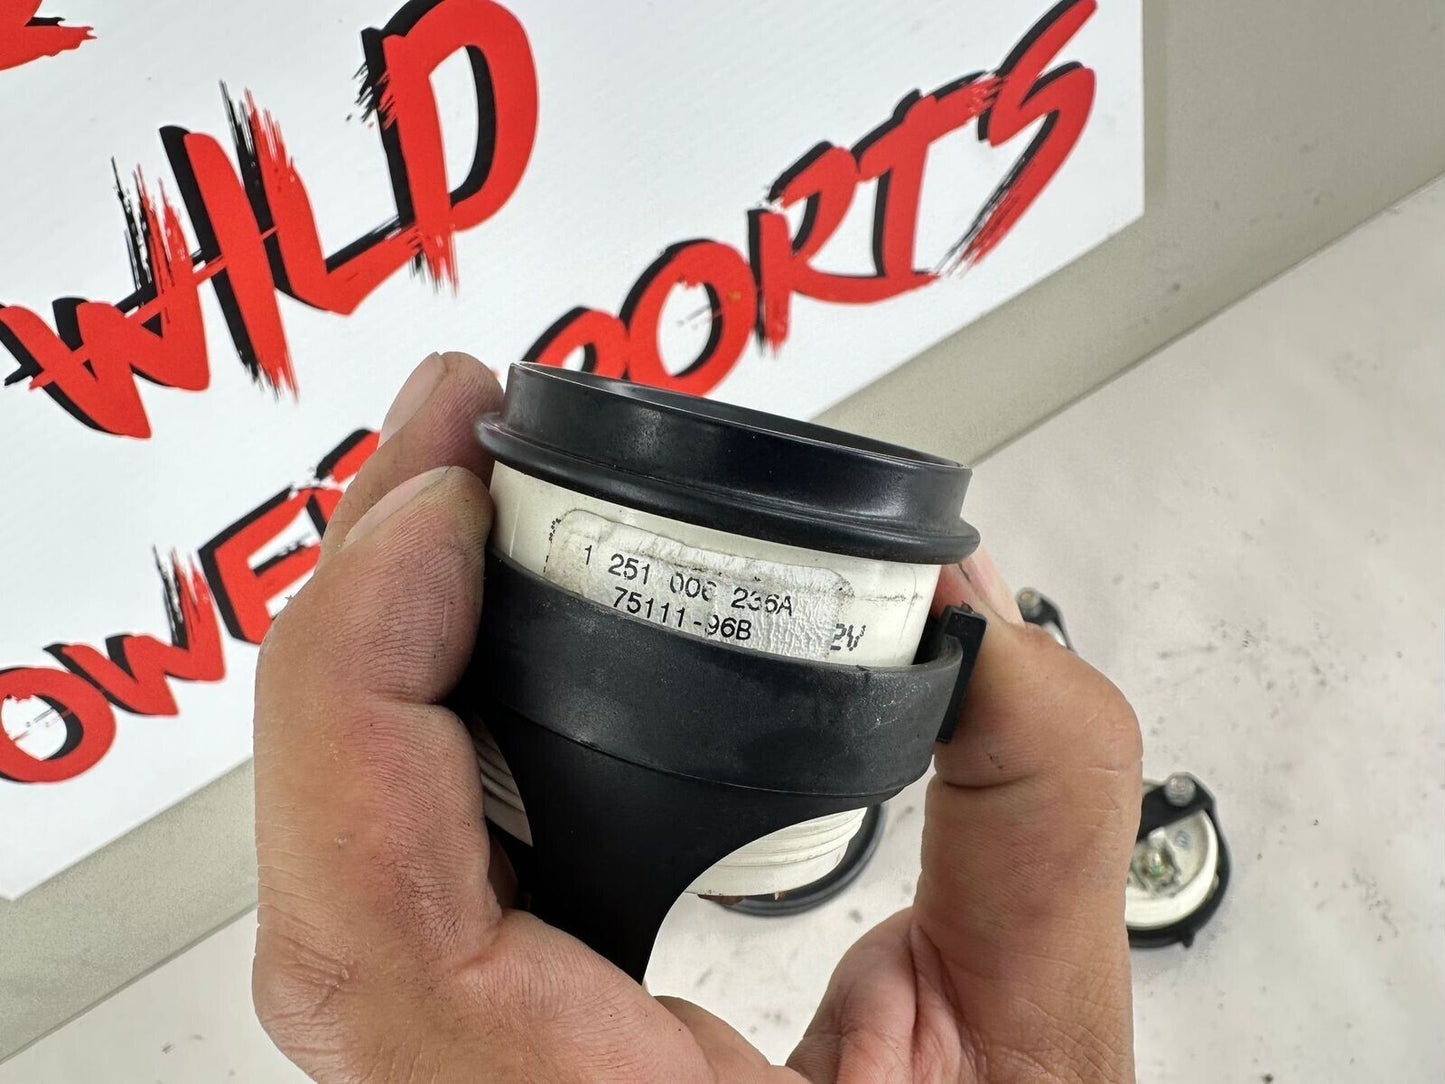 WILD
POWERSPORTS
1 251 006 236A
75111-96B
2V